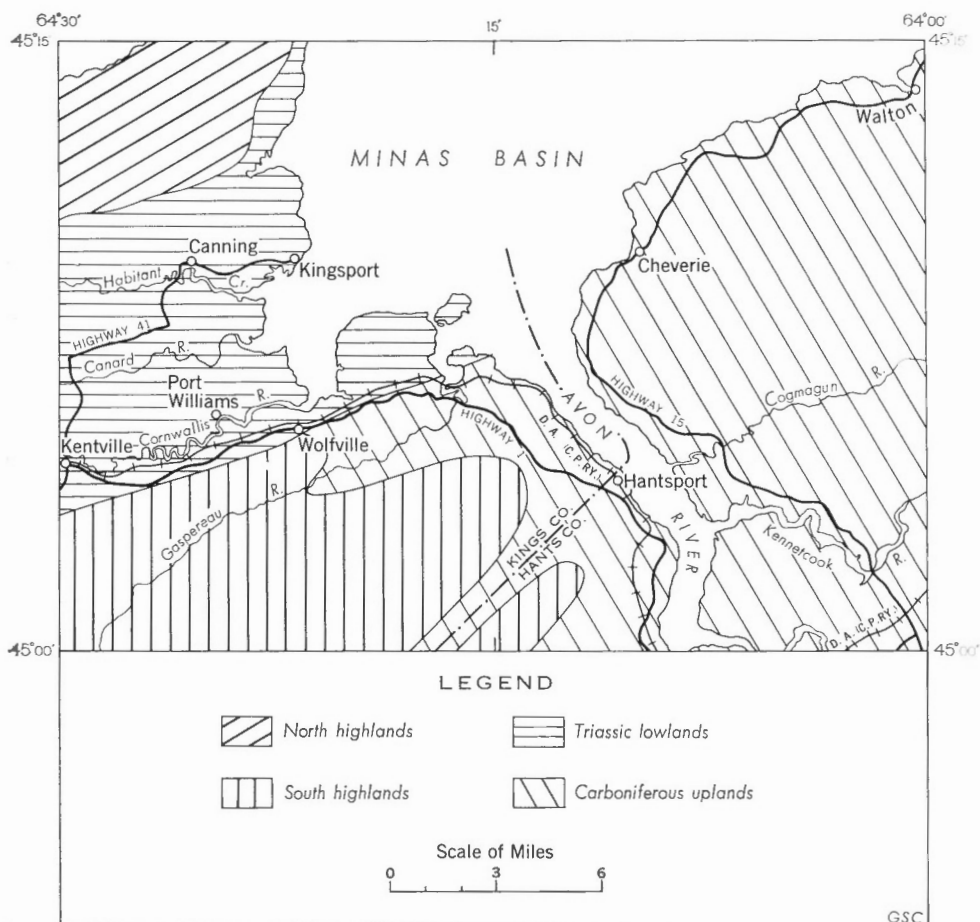 64°30'
15'
64°00'
45°15'
45°15'
Walton
MINAS BASIN
Canning
Kingsport
Cheverie
Habitant Cr.
HIGHWAY 41
Canard R.
Port
Williams
Cornwallis R.
Kentville
Wolfville
Gaspereau R.
HIGHWAY 1
D.A. (C.P.RY.)
AVON RIVER
HIGHWAY 15
Cogmagun R.
Hantsport
KINGS CO.
HANTS CO.
Kennetcook R.
D.A. (C.P.RY.)
45°00'
45°00'
LEGEND
North highlands
Triassic lowlands
South highlands
Carboniferous uplands
Scale of Miles
0 3 6
GSC